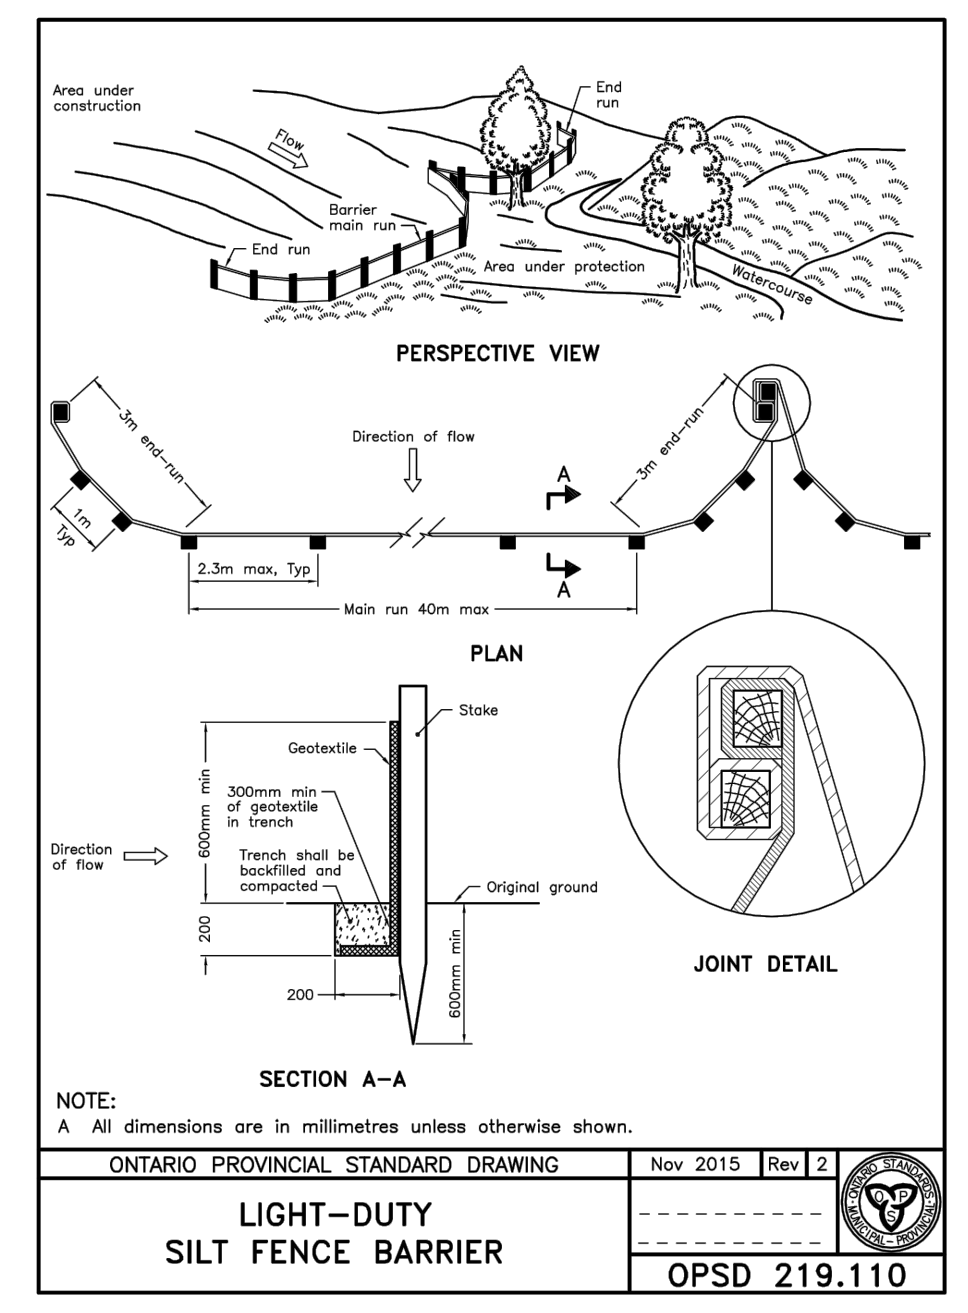 Area under
construction
Flow
End
run
Barrier
main run
End run
Area under protection
Watercourse
PERSPECTIVE VIEW
3m end-run
1m
Typ
Direction of flow
A
A
3m end-run
2.3m max, Typ
Main run 40m max
PLAN
Stake
Geotextile
600mm min
300mm min
of geotextile
in trench
Direction
of flow
Trench shall be
backfilled and
compacted
Original ground
200
200
600mm min
SECTION A-A
JOINT DETAIL
NOTE:
A All dimensions are in millimetres unless otherwise shown.
ONTARIO PROVINCIAL STANDARD DRAWING
Nov 2015
Rev
2
LIGHT-DUTY
SILT FENCE BARRIER
ONTARIO STANDARDS
MUNICIPAL-PROVINCIAL
O P
S
OPSD 219.110